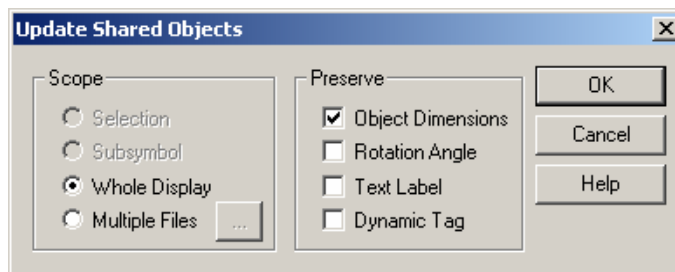 Update Shared Objects
Scope
Selection
Subsymbol
Whole Display
Multiple Files
...
Preserve
Object Dimensions
Rotation Angle
Text Label
Dynamic Tag
OK
Cancel
Help